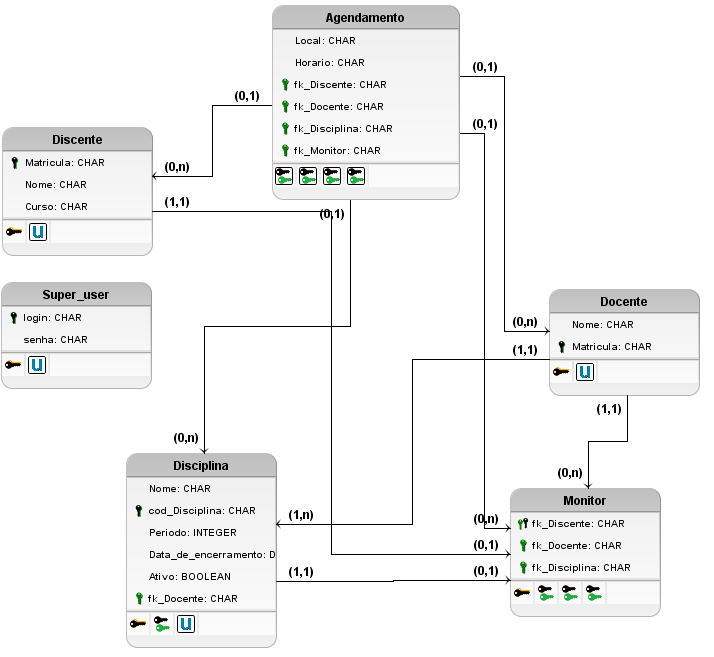 Agendamento
Local: CHAR
Horario: CHAR
fk_Discente: CHAR
fk_Docente: CHAR
fk_Disciplina: CHAR
fk_Monitor: CHAR
(0,1)
(0,1)
(0,1)
(0,n)
(1,1)
(0,1)
Discente
Matricula: CHAR
Nome: CHAR
Curso: CHAR
U
Super_user
login: CHAR
senha: CHAR
U
Docente
Nome: CHAR
Matricula: CHAR
U
(0,n)
(1,1)
(1,1)
(0,n)
(0,n)
Disciplina
Nome: CHAR
cod_Disciplina: CHAR
Periodo: INTEGER
Data_de_encerramento: D
Ativo: BOOLEAN
fk_Docente: CHAR
U
(1,n)
(1,1)
(0,n)
(0,1)
(0,1)
Monitor
fk_Discente: CHAR
fk_Docente: CHAR
fk_Disciplina: CHAR